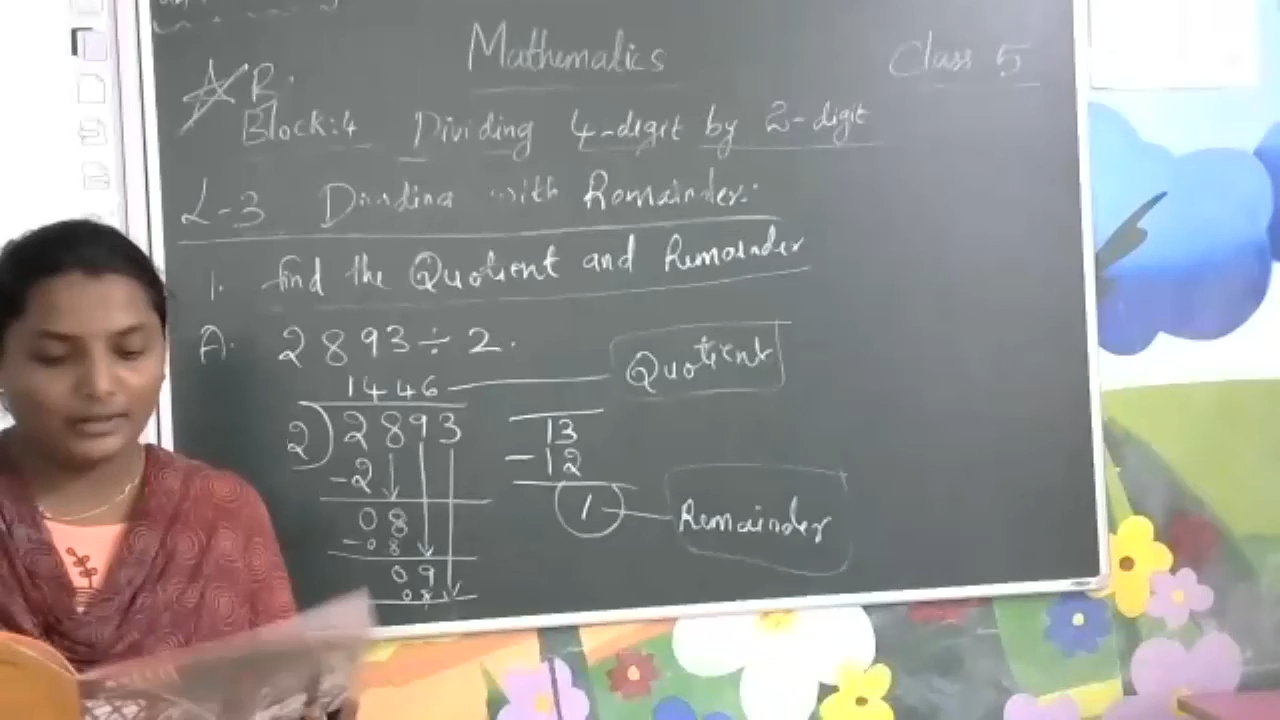 Mathematics
Class 5
B.
Block:4 Dividing 4-digit by 2-digit
L-3 Dividing with Remainder:
1. find the Quotient and Remainder
A. 2893 ÷ 2.
1446
Quotient
2)2893
-2
08
-08
09
08
13
-12
1
Remainder